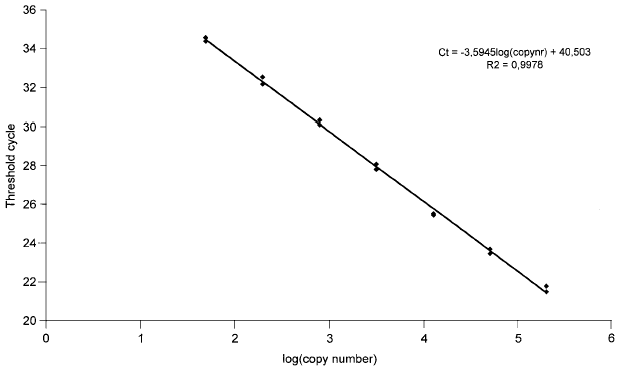 36
34
32
30
28
26
24
22
20
Threshold cycle
Ct = -3,5945log(copynr) + 40,503
R2 = 0,9978
0 1 2 3 4 5 6
log(copy number)